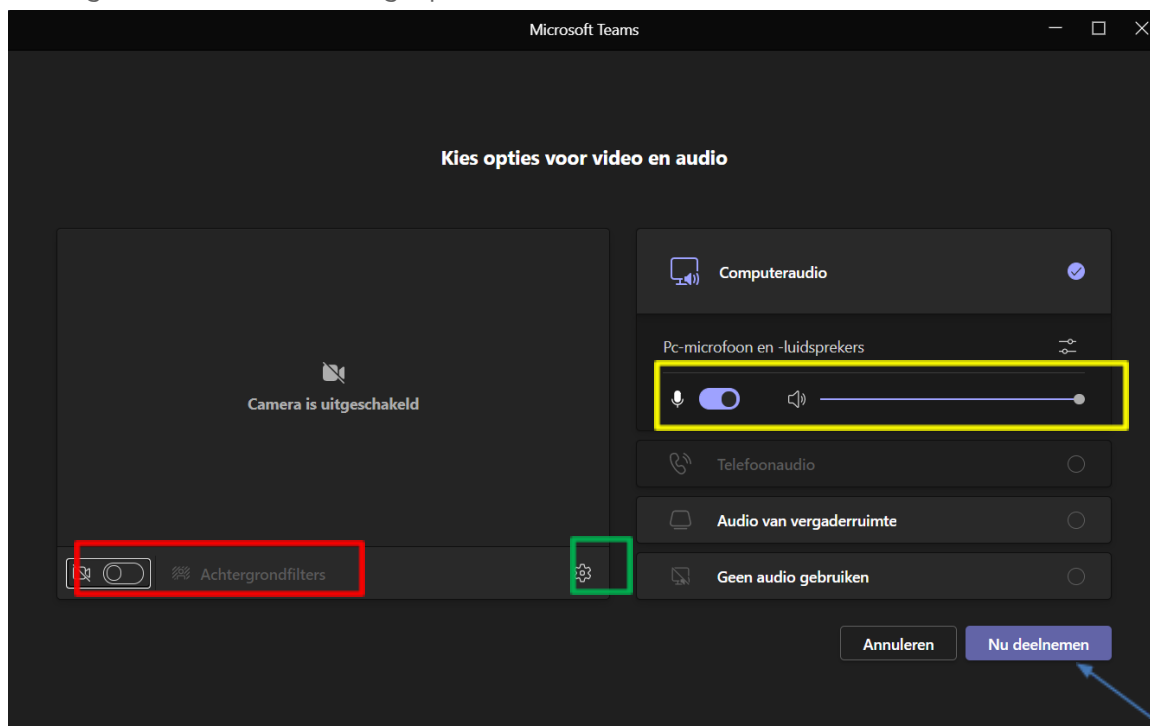 Microsoft Teams
Kies opties voor video en audio
Camera is uitgeschakeld
Achtergrondfilters
Computeraudio
Pc-microfoon en -luidsprekers
Telefoonaudio
Audio van vergaderruimte
Geen audio gebruiken
Annuleren
Nu deelnemen